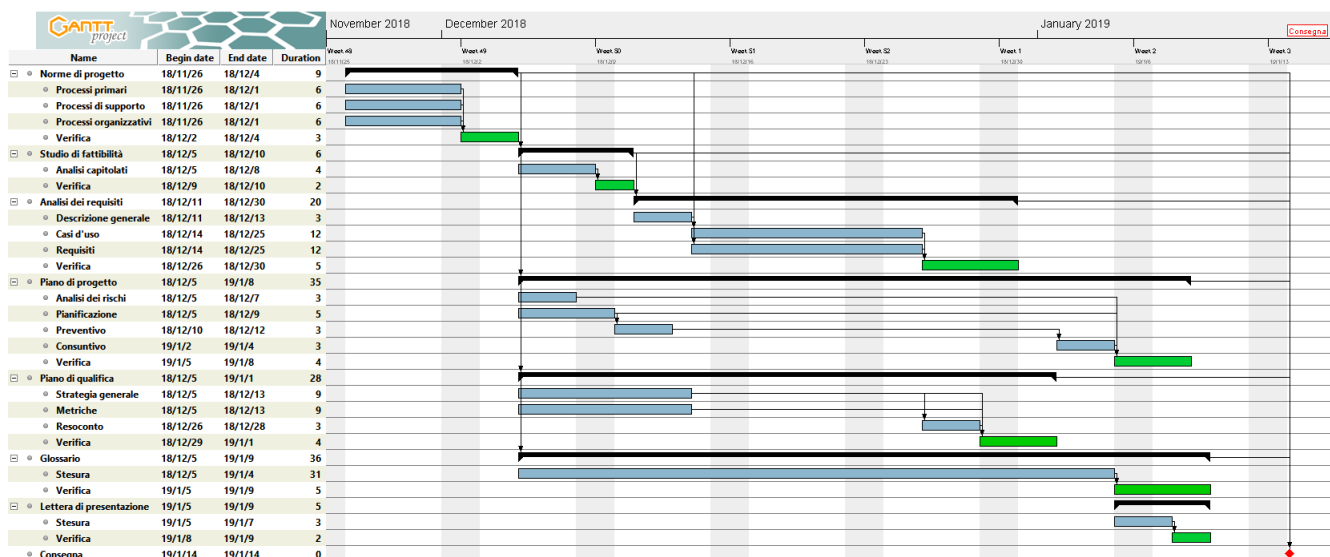 GANTT project
November 2018 December 2018 January 2019
Consegna
Week 48 Week 49 Week 50 Week 51 Week 52 Week 1 Week 2 Week 3
Name Begin date End date Duration
Norme di progetto 18/11/26 18/12/4 9
Processi primari 18/11/26 18/12/1 6
Processi di supporto 18/11/26 18/12/1 6
Processi organizzativi 18/11/26 18/12/1 6
Verifica 18/12/2 18/12/4 3
Studio di fattibilità 18/12/5 18/12/10 6
Analisi capitolati 18/12/5 18/12/8 4
Verifica 18/12/9 18/12/10 2
Analisi dei requisiti 18/12/11 18/12/30 20
Descrizione generale 18/12/11 18/12/13 3
Casi d'uso 18/12/14 18/12/25 12
Requisiti 18/12/14 18/12/25 12
Verifica 18/12/26 18/12/30 5
Piano di progetto 18/12/5 19/1/8 35
Analisi dei rischi 18/12/5 18/12/7 3
Pianificazione 18/12/5 18/12/9 5
Preventivo 18/12/10 18/12/12 3
Consuntivo 19/1/2 19/1/4 3
Verifica 19/1/5 19/1/8 4
Piano di qualifica 18/12/5 19/1/1 28
Strategia generale 18/12/5 18/12/13 9
Metriche 18/12/5 18/12/13 9
Resoconto 18/12/26 18/12/28 3
Verifica 18/12/29 19/1/1 4
Glossario 18/12/5 19/1/9 36
Stesura 18/12/5 19/1/4 31
Verifica 19/1/5 19/1/9 5
Lettera di presentazione 19/1/5 19/1/9 5
Stesura 19/1/5 19/1/7 3
Verifica 19/1/8 19/1/9 2
Consegna 19/1/14 19/1/14 0